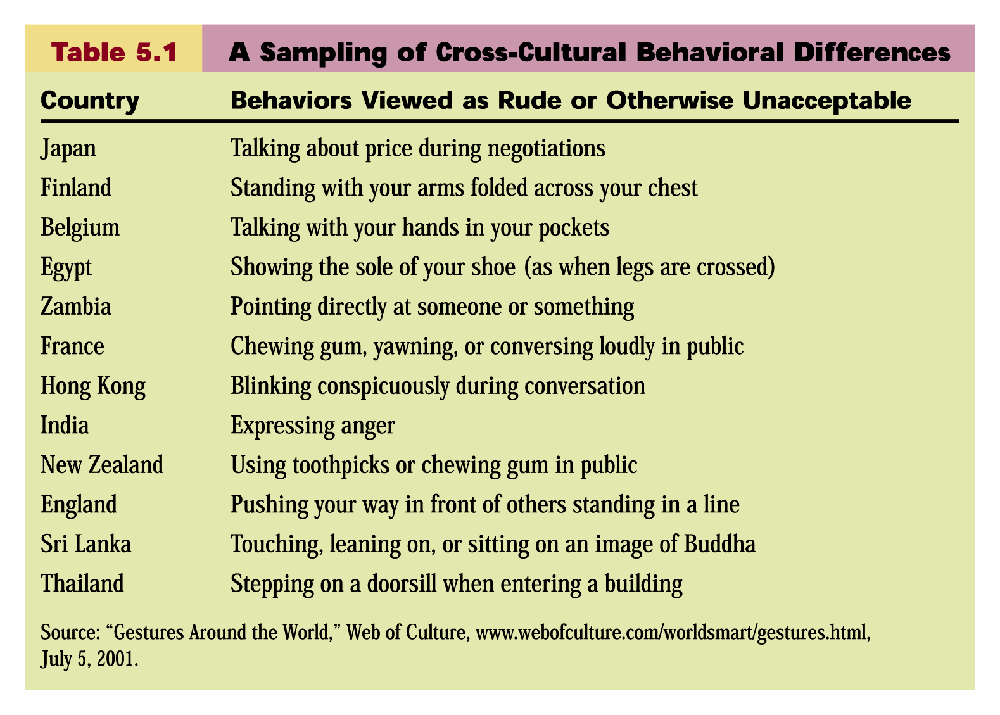 Table 5.1 A Sampling of Cross-Cultural Behavioral Differences
Country Behaviors Viewed as Rude or Otherwise Unacceptable
Japan Talking about price during negotiations
Finland Standing with your arms folded across your chest
Belgium Talking with your hands in your pockets
Egypt Showing the sole of your shoe (as when legs are crossed)
Zambia Pointing directly at someone or something
France Chewing gum, yawning, or conversing loudly in public
Hong Kong Blinking conspicuously during conversation
India Expressing anger
New Zealand Using toothpicks or chewing gum in public
England Pushing your way in front of others standing in a line
Sri Lanka Touching, leaning on, or sitting on an image of Buddha
Thailand Stepping on a doorsill when entering a building
Source: “Gestures Around the World,” Web of Culture, www.webofculture.com/worldsmart/gestures.html,
July 5, 2001.